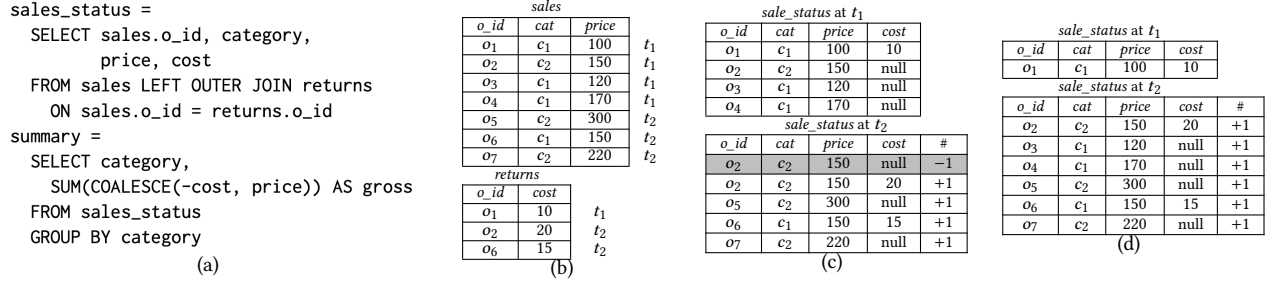 sales_status =
SELECT sales.o_id, category,
price, cost
FROM sales LEFT OUTER JOIN returns
ON sales.o_id = returns.o_id
summary =
SELECT category,
SUM(COALESCE(-cost, price)) AS gross
FROM sales_status
GROUP BY category
(a)
sales
o_id cat price
o1 c1 100 t1
o2 c2 150 t1
o3 c1 120 t1
o4 c1 170 t1
o5 c2 300 t2
o6 c1 150 t2
o7 c2 220 t2
returns
o_id cost
o1 10 t1
o2 20 t2
o6 15 t2
(b)
sale_status at t1
o_id cat price cost
o1 c1 100 10
o2 c2 150 null
o3 c1 120 null
o4 c1 170 null
sale_status at t2
o_id cat price cost #
o2 c2 150 null −1
o2 c2 150 20 +1
o5 c2 300 null +1
o6 c1 150 15 +1
o7 c2 220 null +1
(c)
sale_status at t1
o_id cat price cost
o1 c1 100 10
sale_status at t2
o_id cat price cost #
o2 c2 150 20 +1
o3 c1 120 null +1
o4 c1 170 null +1
o5 c2 300 null +1
o6 c1 150 15 +1
o7 c2 220 null +1
(d)